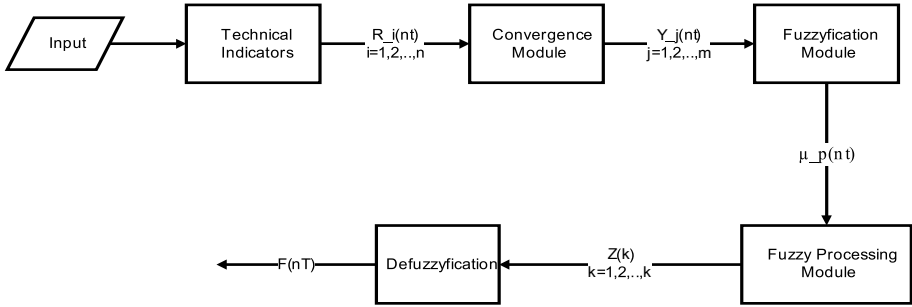 Input
Technical
Indicators
R_i(nt)
i=1,2,..,n
Convergence
Module
Y_j(nt)
j=1,2,..,m
Fuzzyfication
Module
μ_p(nt)
Fuzzy Processing
Module
Z(k)
k=1,2,..,k
Defuzzyfication
F(nT)